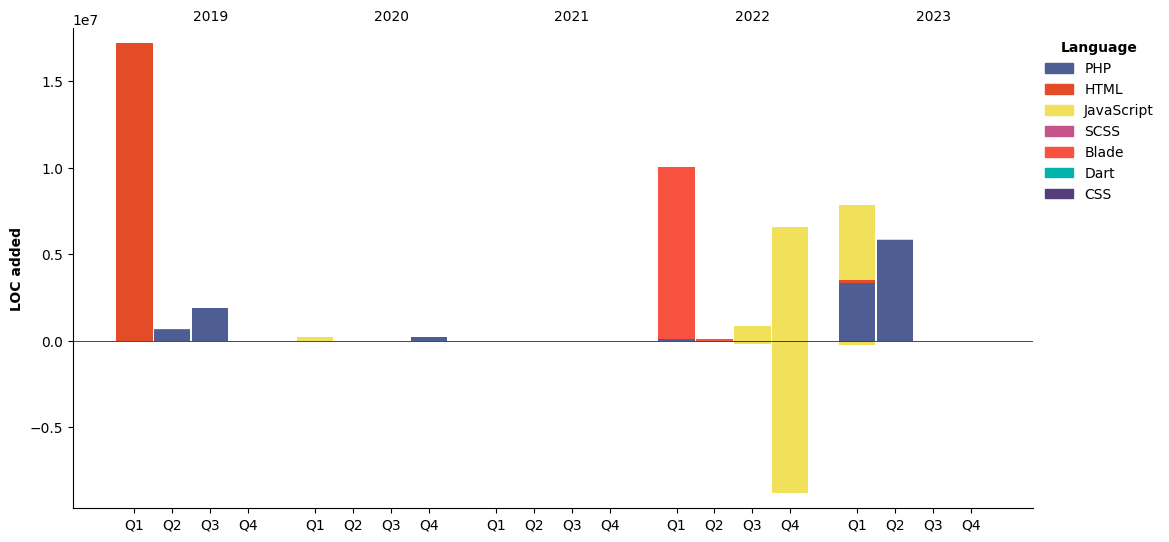 1e7
2019 2020 2021 2022 2023
Language
PHP
HTML
JavaScript
SCSS
Blade
Dart
CSS
LOC added
1.5
1.0
0.5
0.0
−0.5
Q1 Q2 Q3 Q4 Q1 Q2 Q3 Q4 Q1 Q2 Q3 Q4 Q1 Q2 Q3 Q4 Q1 Q2 Q3 Q4